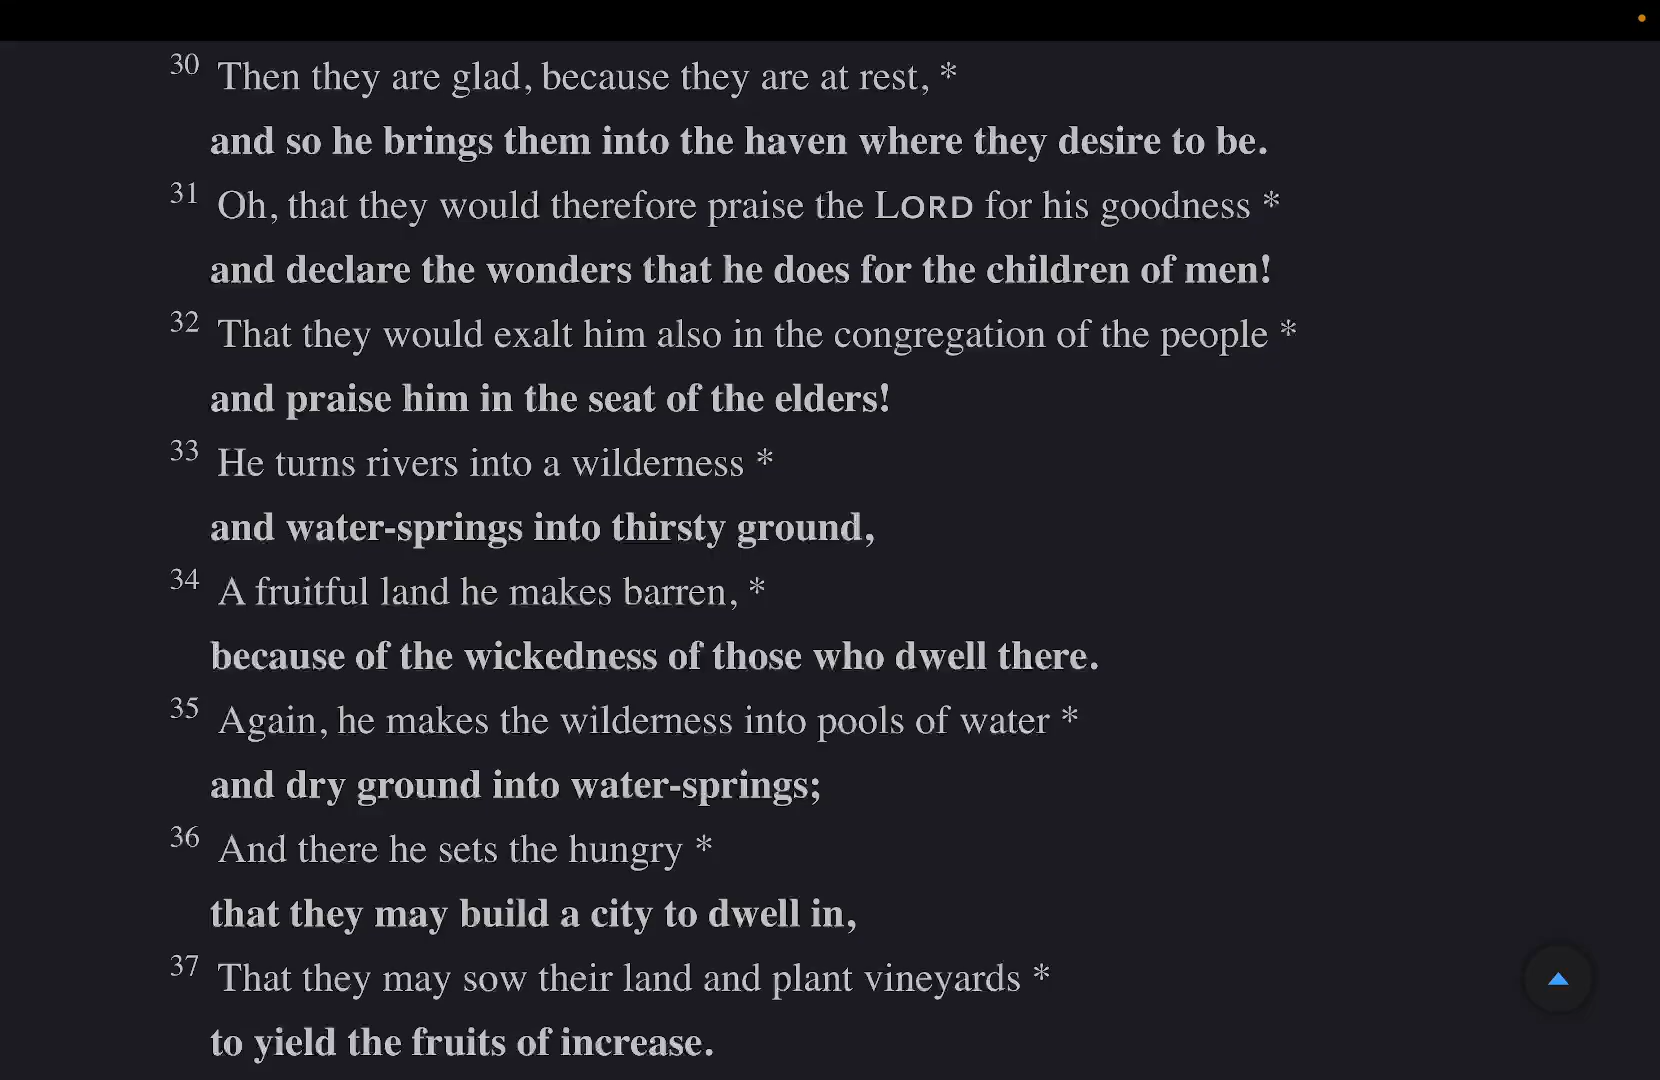 30 Then they are glad, because they are at rest, *
and so he brings them into the haven where they desire to be.
31 Oh, that they would therefore praise the LORD for his goodness *
and declare the wonders that he does for the children of men!
32 That they would exalt him also in the congregation of the people *
and praise him in the seat of the elders!
33 He turns rivers into a wilderness *
and water-springs into thirsty ground,
34 A fruitful land he makes barren, *
because of the wickedness of those who dwell there.
35 Again, he makes the wilderness into pools of water *
and dry ground into water-springs;
36 And there he sets the hungry *
that they may build a city to dwell in,
37 That they may sow their land and plant vineyards *
to yield the fruits of increase.